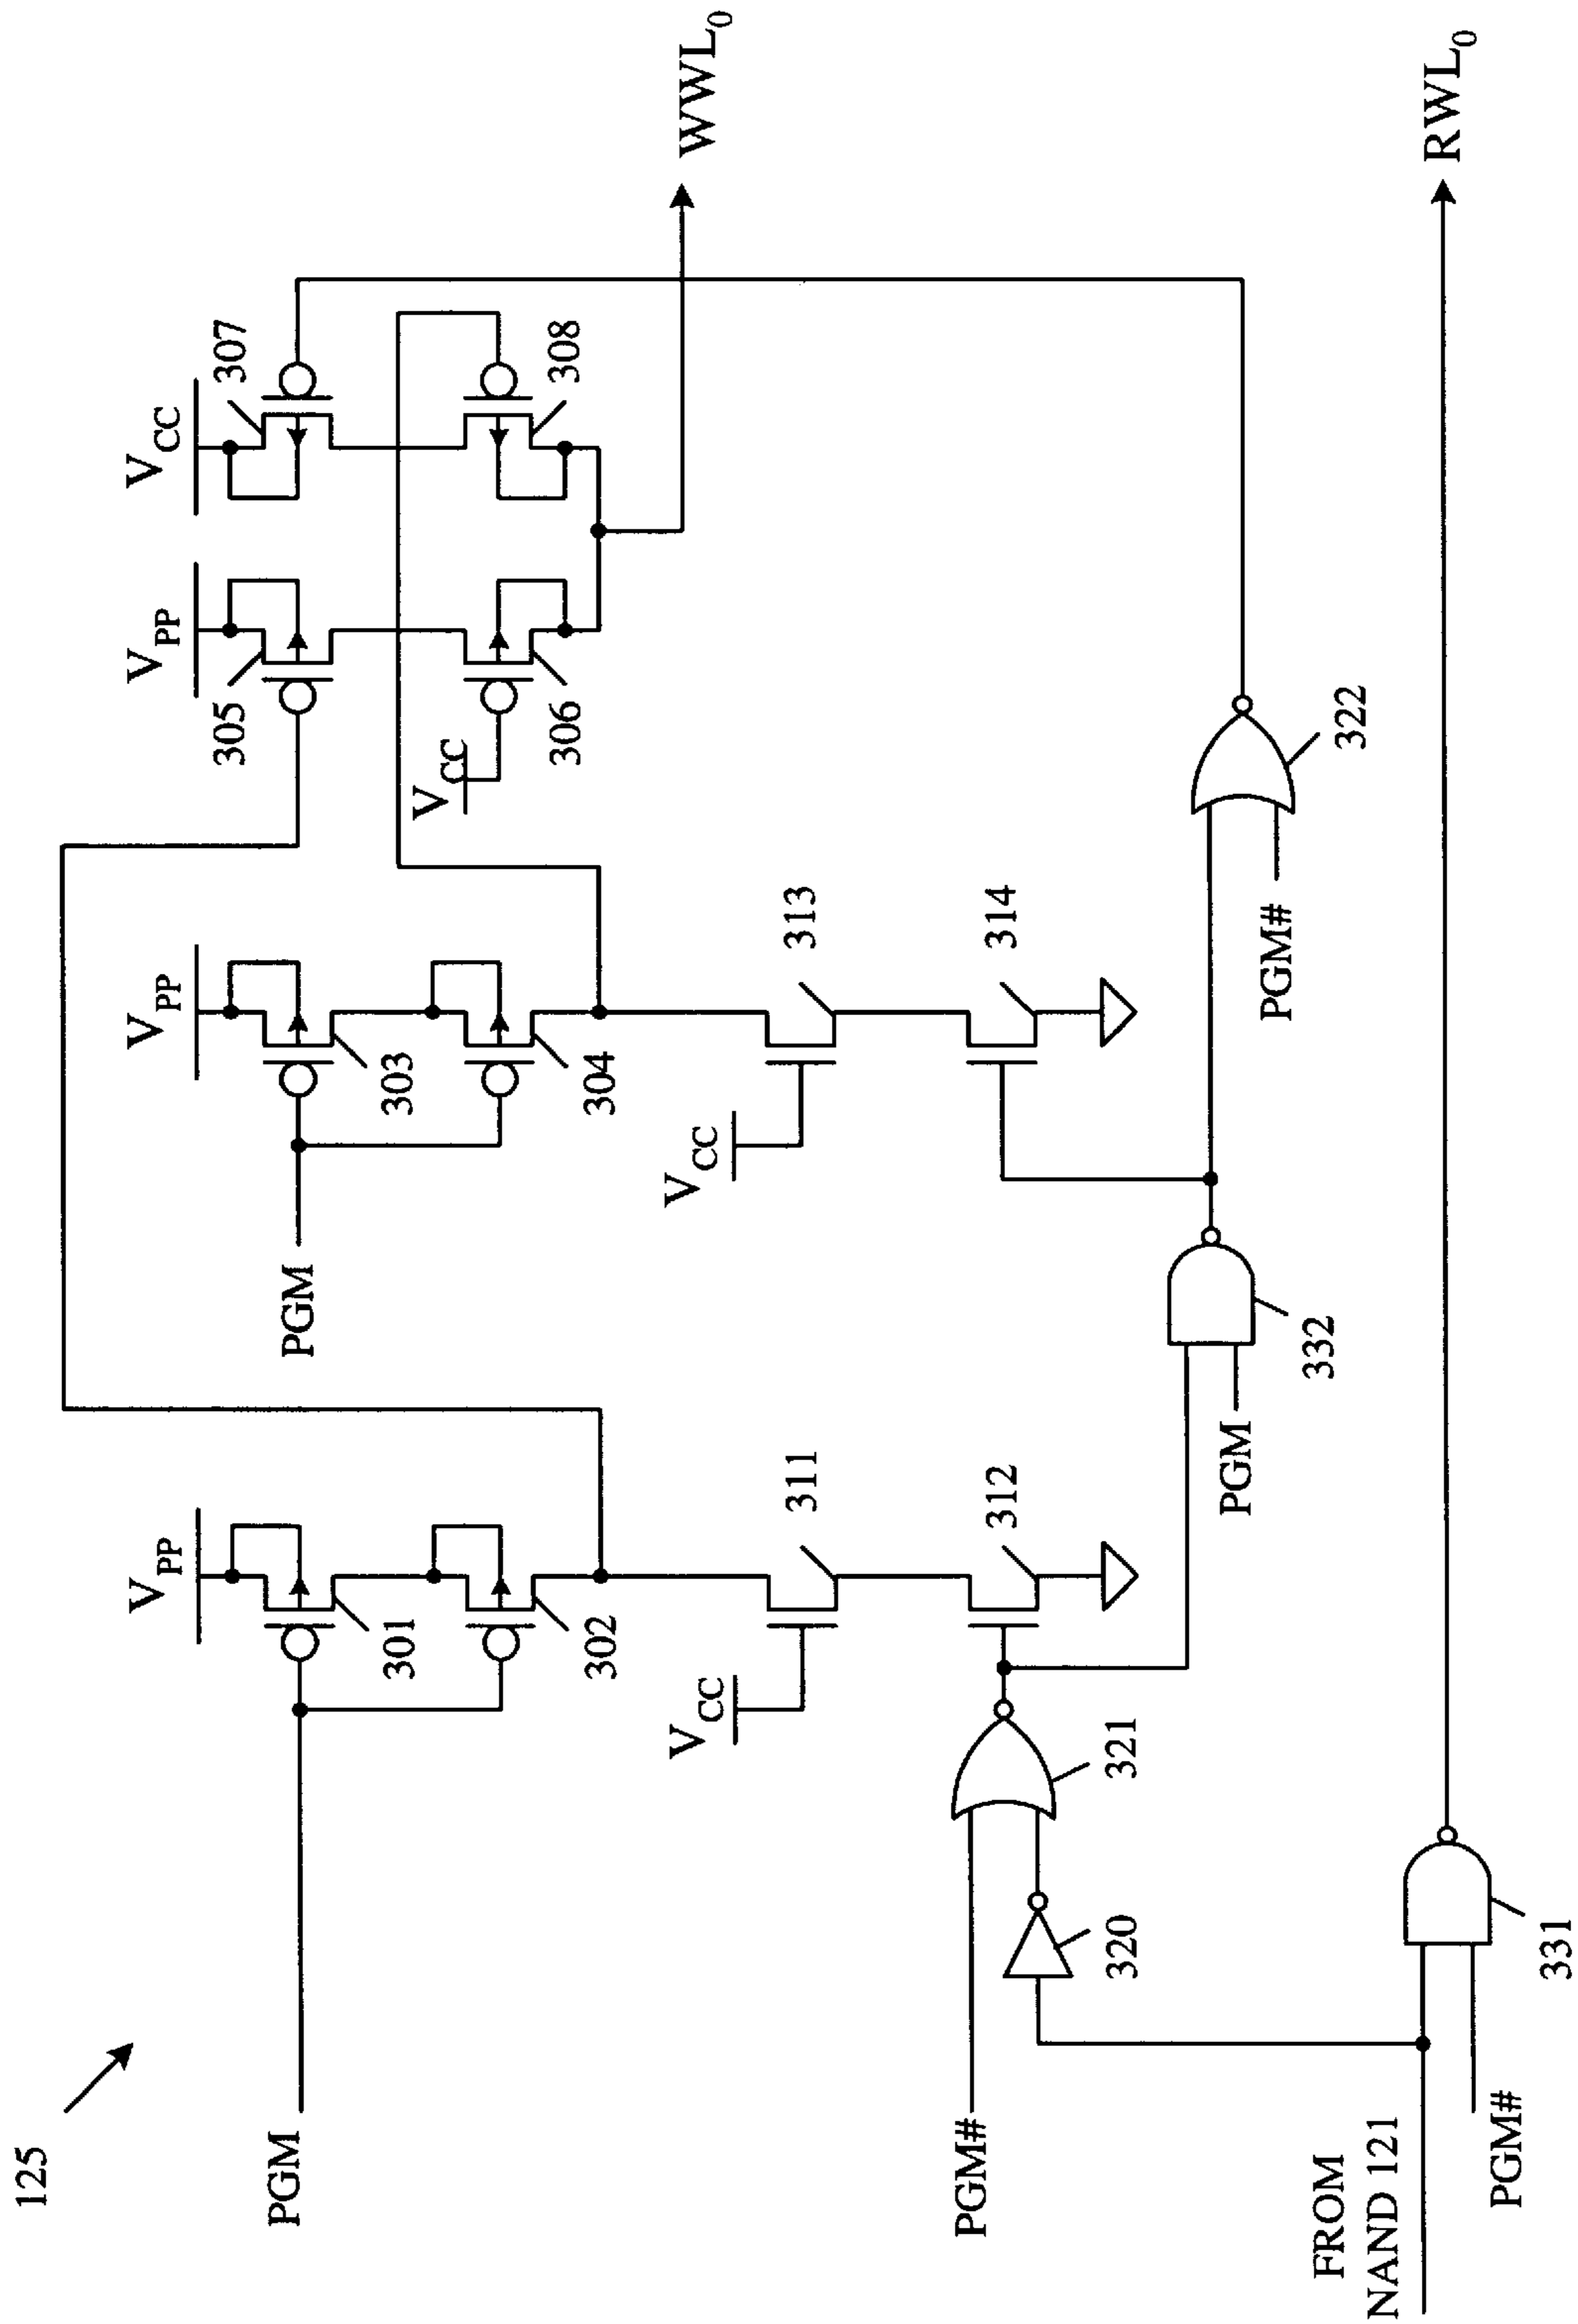 125
PGM
V_PP
301
302
V_CC
311
312
PGM#
321
320
FROM
NAND 121
PGM#
331
PGM
V_PP
303
304
V_CC
313
314
PGM
332
PGM#
322
V_PP
305
V_CC
306
V_CC
307
308
WWL_0
RWL_0